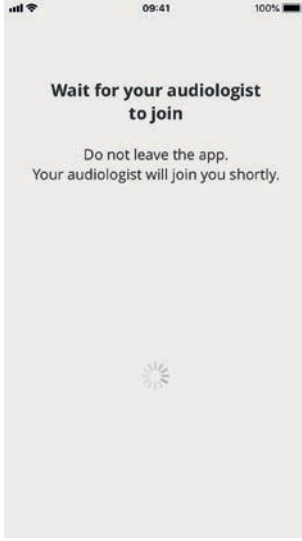 09:41
100%
Wait for your audiologist
to join
Do not leave the app.
Your audiologist will join you shortly.